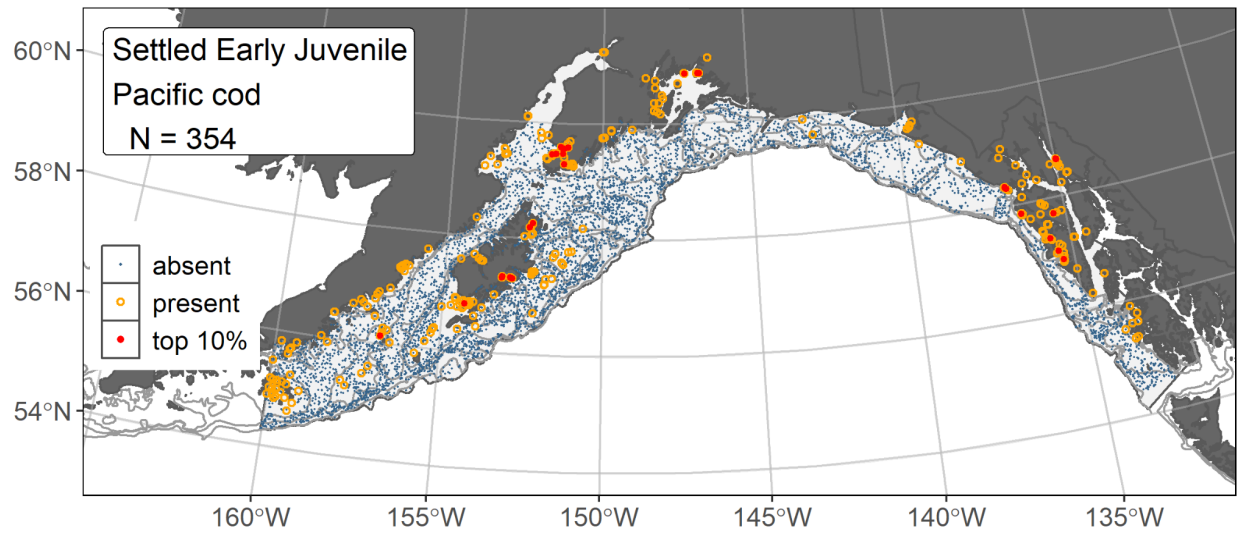 Settled Early Juvenile
Pacific cod
N = 354
absent
present
top 10%
60°N
58°N
56°N
54°N
160°W
155°W
150°W
145°W
140°W
135°W